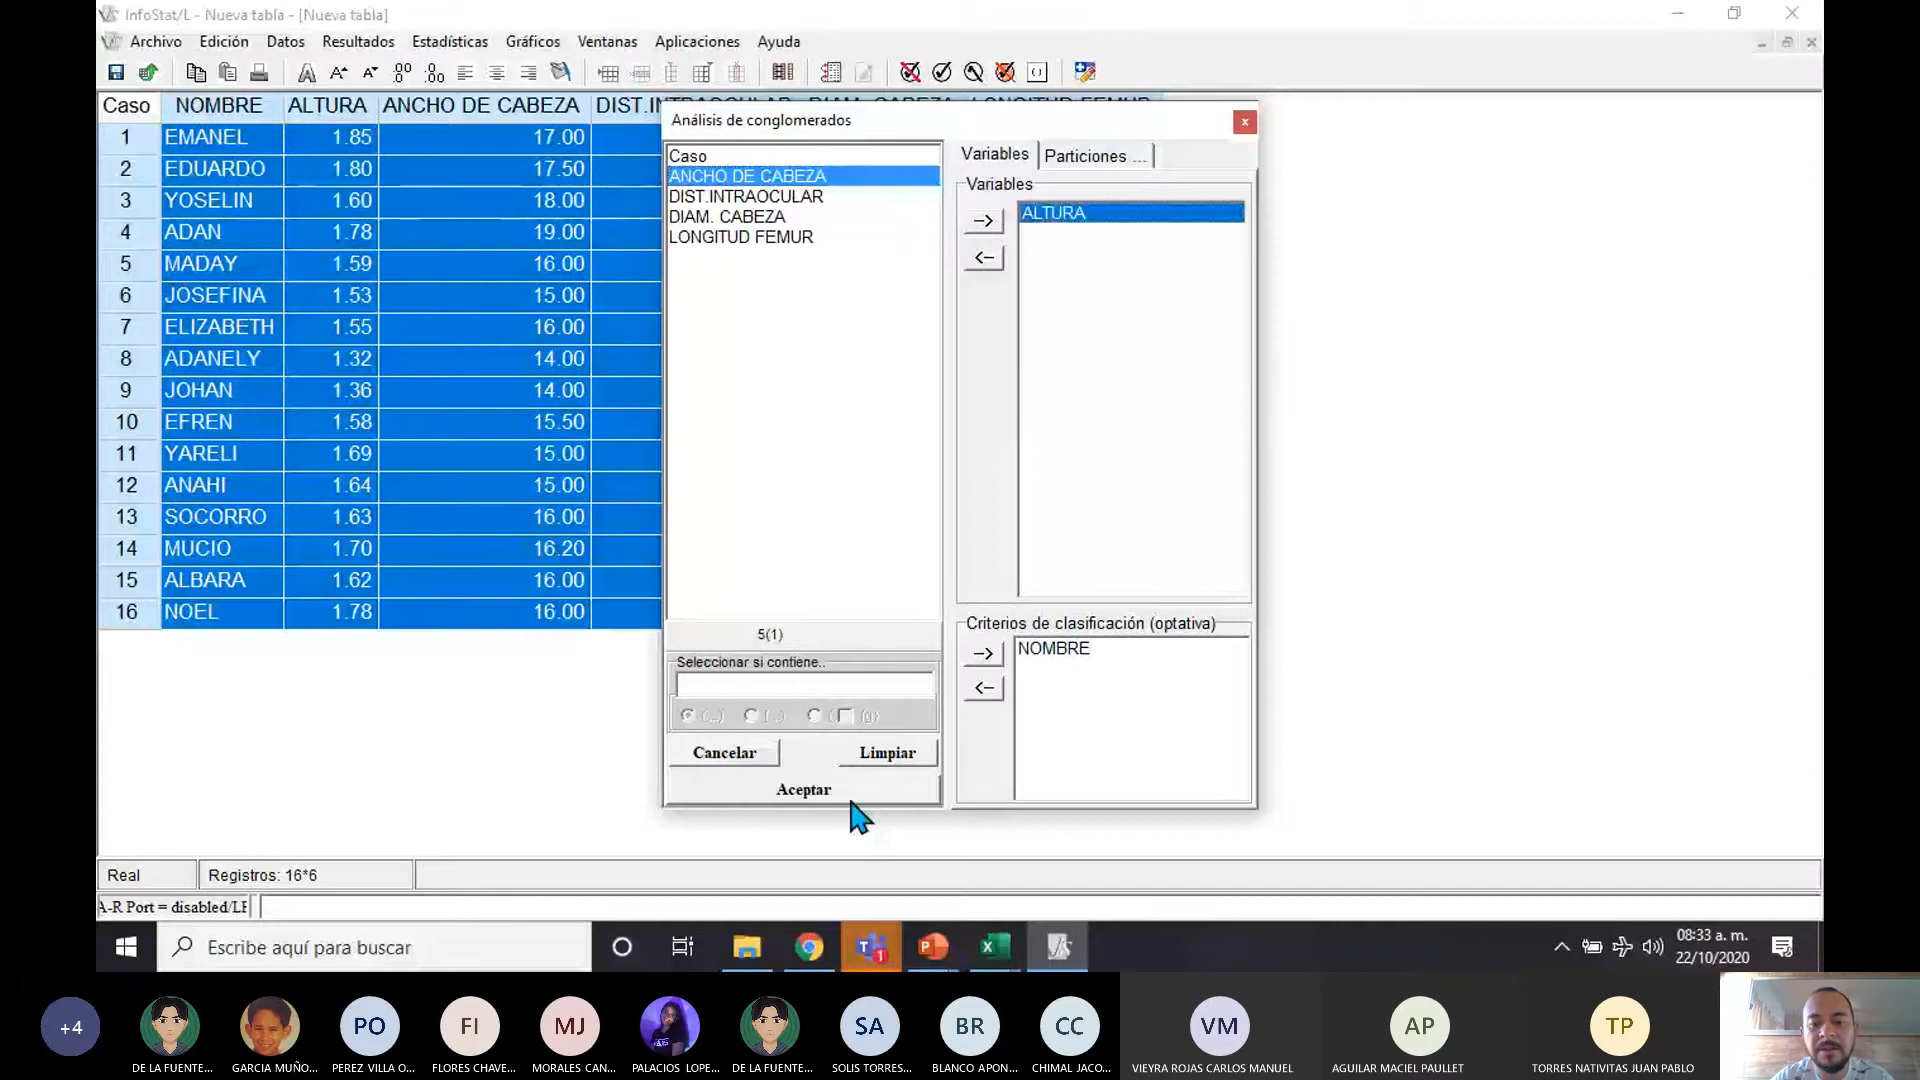 InfoStat/L - Nueva tabla - [Nueva tabla]
Archivo Edición Datos Resultados Estadísticas Gráficos Ventanas Aplicaciones Ayuda
Caso NOMBRE ALTURA ANCHO DE CABEZA DIST.INTRAOCULAR DIAM. CABEZA LONGITUD FEMUR
1 EMANEL 1.85 17.00
2 EDUARDO 1.80 17.50
3 YOSELIN 1.60 18.00
4 ADAN 1.78 19.00
5 MADAY 1.59 16.00
6 JOSEFINA 1.53 15.00
7 ELIZABETH 1.55 16.00
8 ADANELY 1.32 14.00
9 JOHAN 1.36 14.00
10 EFREN 1.58 15.50
11 YARELI 1.69 15.00
12 ANAHI 1.64 15.00
13 SOCORRO 1.63 16.00
14 MUCIO 1.70 16.20
15 ALBARA 1.62 16.00
16 NOEL 1.78 16.00
Análisis de conglomerados
x
Caso
ANCHO DE CABEZA
DIST.INTRAOCULAR
DIAM. CABEZA
LONGITUD FEMUR
5(1)
Seleccionar si contiene..
Cancelar Limpiar
Aceptar
Variables Particiones ...
Variables
-->
<--
ALTURA
Criterios de clasificación (optativa)
-->
<--
NOMBRE
Real Registros: 16*6
A-R Port = disabled/LF
Escribe aquí para buscar
08:33 a. m.
22/10/2020
+4
DE LA FUENTE...
GARCIA MUÑO...
PO
PEREZ VILLA O...
FI
FLORES CHAVE...
MJ
MORALES CAN...
PALACIOS LOPE...
DE LA FUENTE...
SA
SOLIS TORRES...
BR
BLANCO APON...
CC
CHIMAL JACO...
VM
VIEYRA ROJAS CARLOS MANUEL
AP
AGUILAR MACIEL PAULLET
TP
TORRES NATIVITAS JUAN PABLO